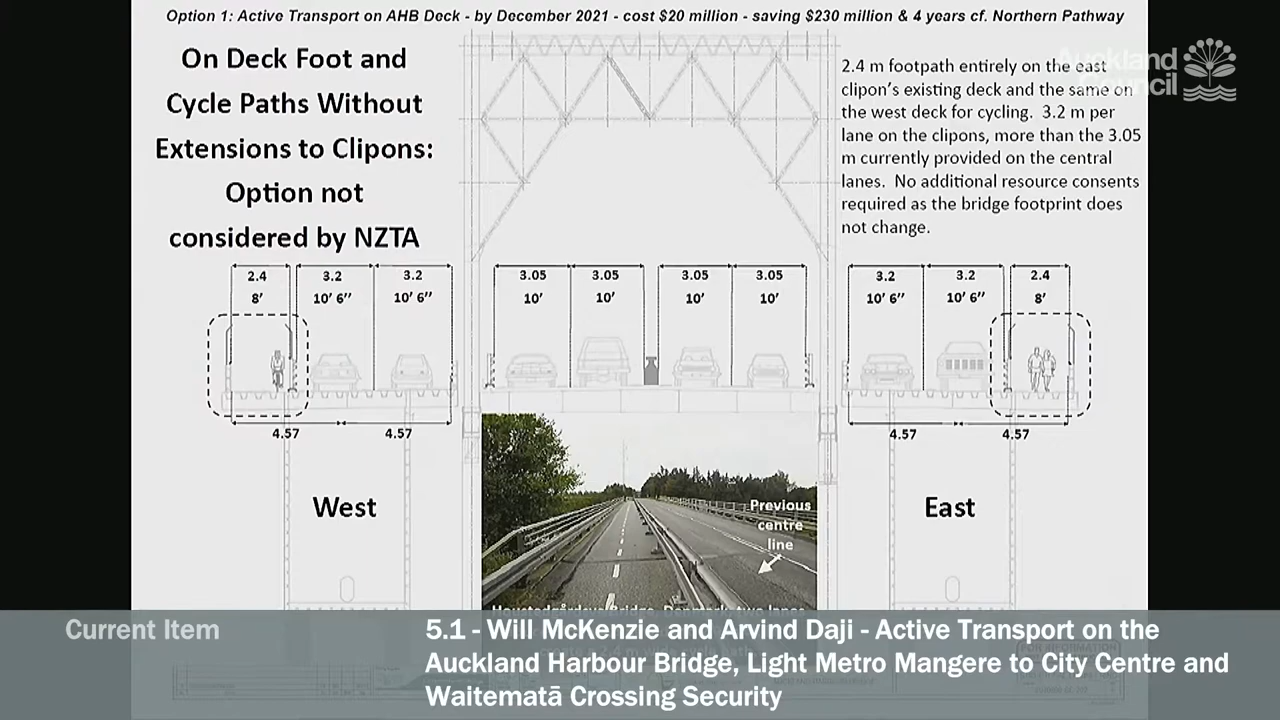 Option 1: Active Transport on AHB Deck - by December 2021 - cost $20 million - saving $230 million & 4 years cf. Northern Pathway
On Deck Foot and
Cycle Paths Without
Extensions to Clipons:
Option not
considered by NZTA
2.4 m footpath entirely on the east
clipon's existing deck and the same on
the west deck for cycling. 3.2 m per
lane on the clipons, more than the 3.05
m currently provided on the central
lanes. No additional resource consents
required as the bridge footprint does
not change.
Auckland
Council
2.4 3.2 3.2 3.05 3.05 3.05 3.05 3.2 3.2 2.4
8' 10' 6'' 10' 6'' 10' 10' 10' 10' 10' 6'' 10' 6'' 8'
4.57 4.57 4.57 4.57
West
East
Previous
centre
line
Current Item
5.1 - Will McKenzie and Arvind Daji - Active Transport on the
Auckland Harbour Bridge, Light Metro Mangere to City Centre and
Waitematā Crossing Security